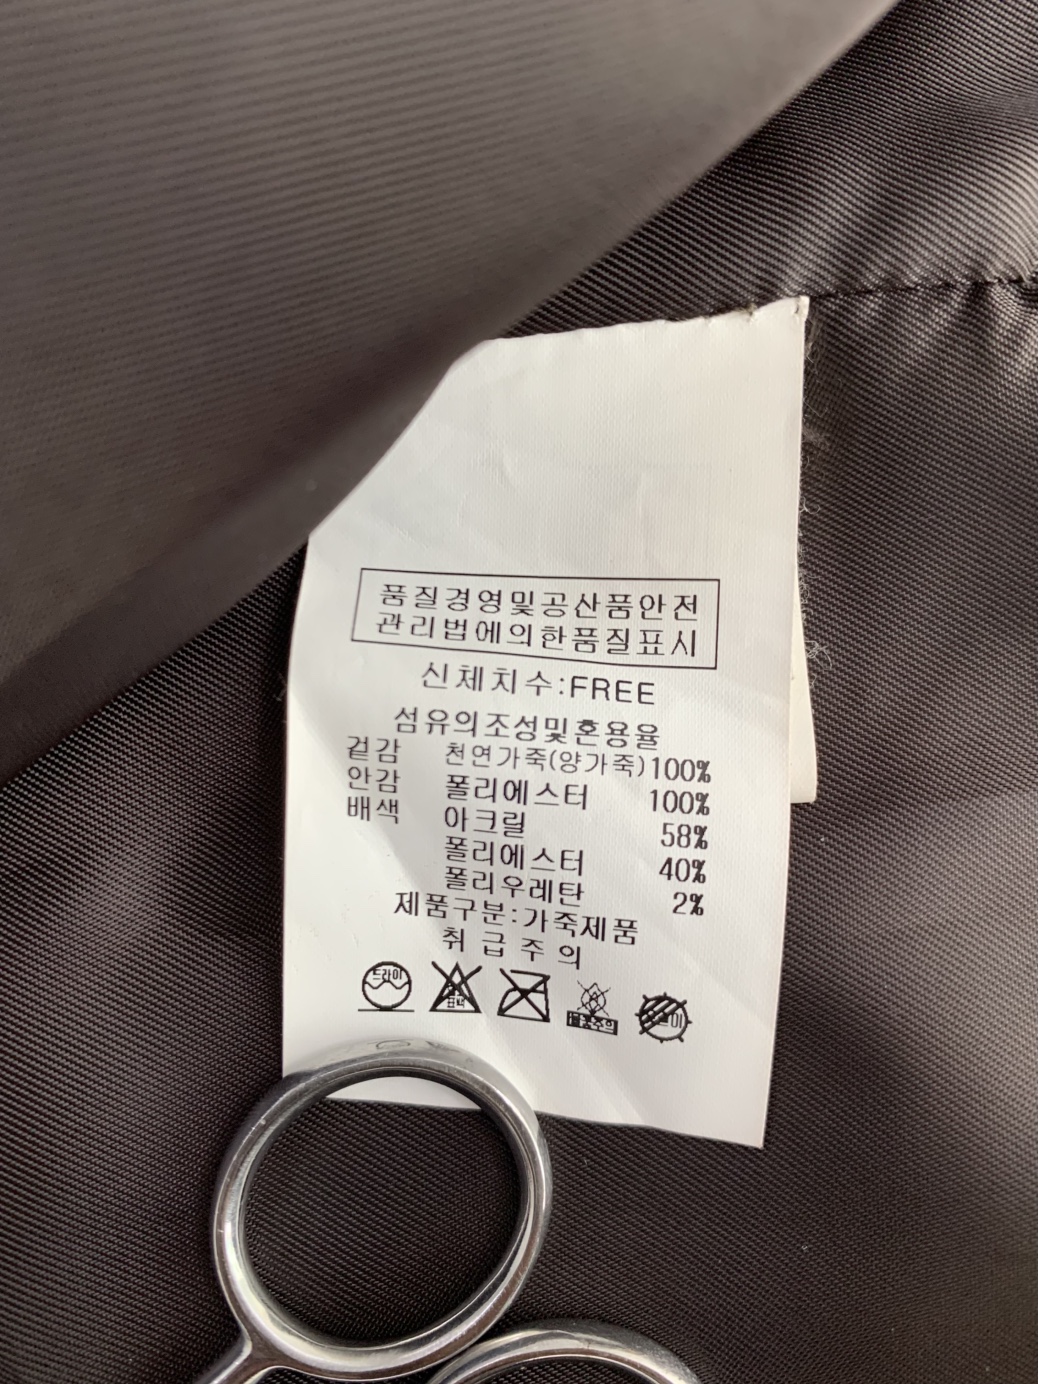 품질경영및공산품안전
관리법에의한품질표시
신체치수:FREE
섬유의조성및혼용율
겉감 천연가죽(양가죽)100%
안감 폴리에스터 100%
배색 아크릴 58%
폴리에스터 40%
폴리우레탄 2%
제품구분:가죽제품
취급주의
드라이